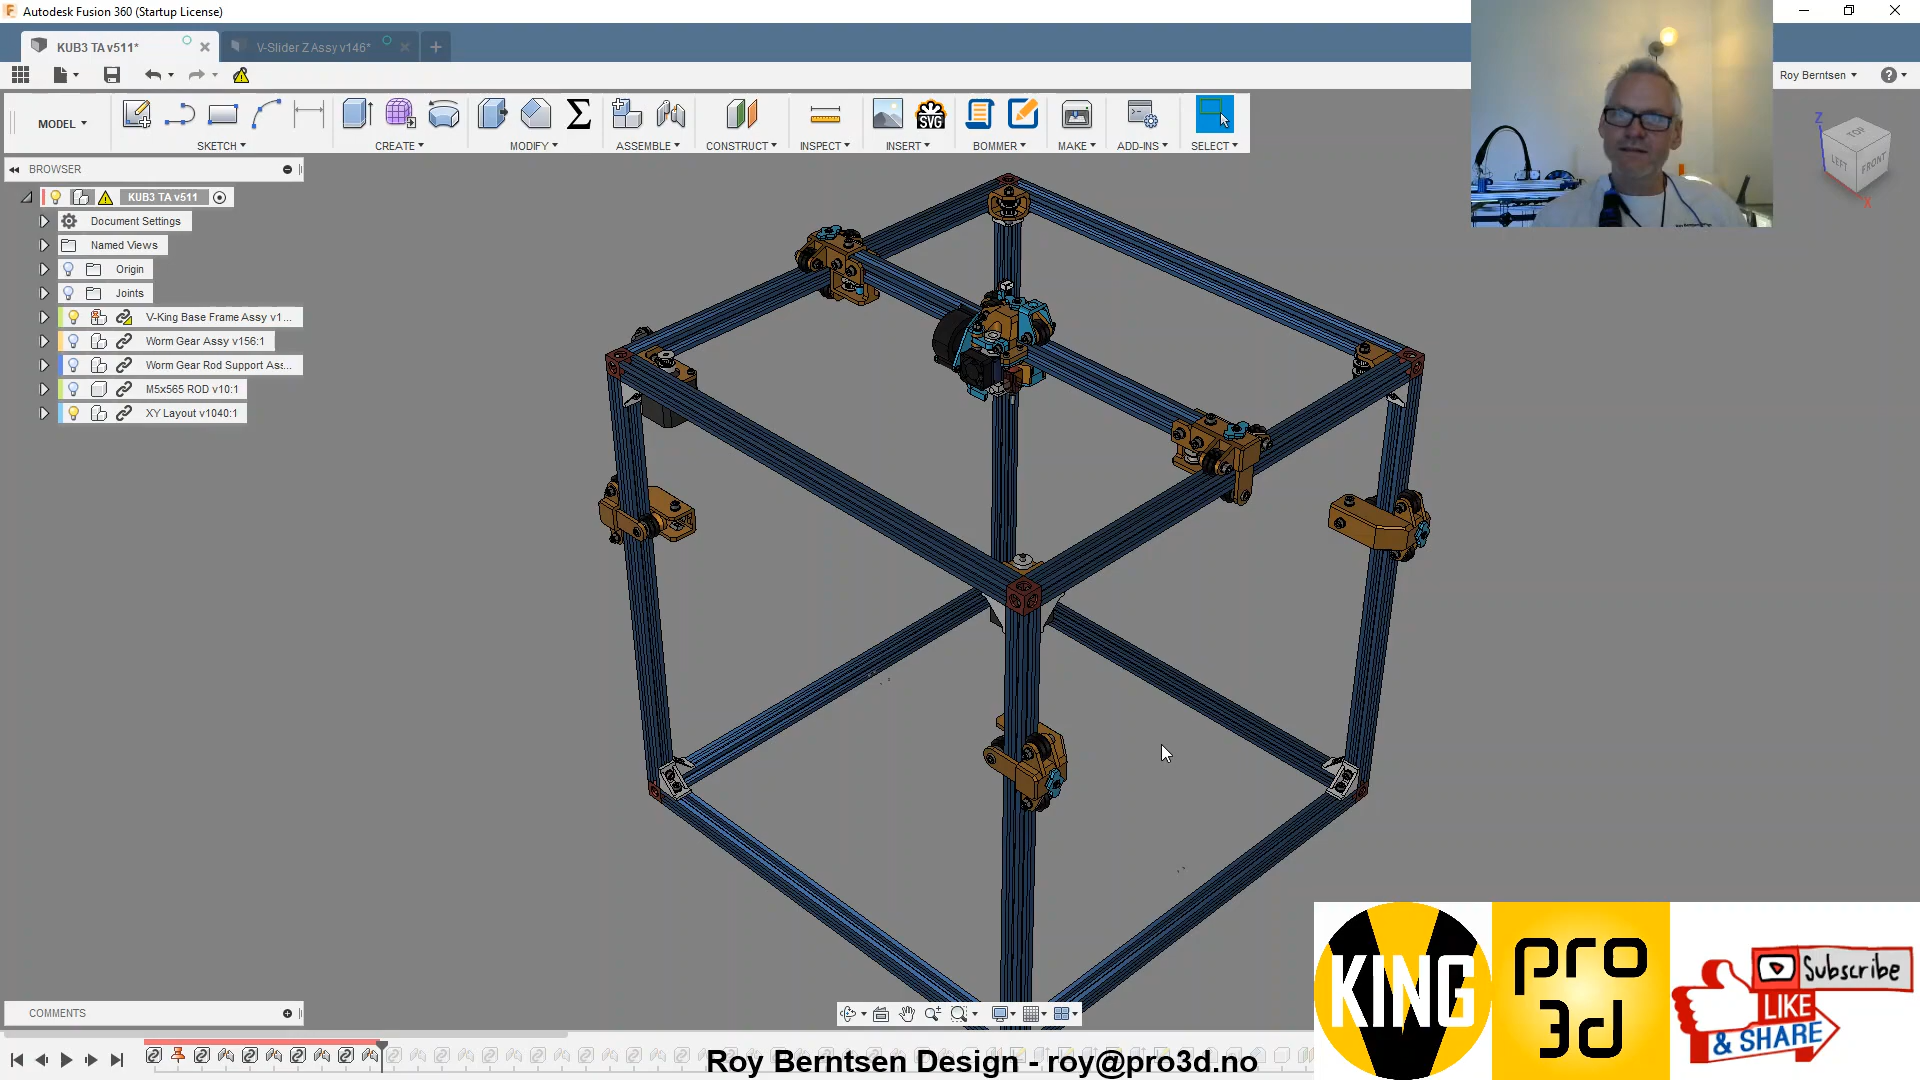 Autodesk Fusion 360 (Startup License)
KUB3 TA v511*
V-Slider Z Assy v146*
Roy Berntsen
MODEL
SKETCH
CREATE
MODIFY
ASSEMBLE
CONSTRUCT
INSPECT
INSERT
SVG
BOMMER
MAKE
ADD-INS
SELECT
Z
TOP
LEFT
FRONT
X
BROWSER
KUB3 TA v511
Document Settings
Named Views
Origin
Joints
V-King Base Frame Assy v1...
Worm Gear Assy v156:1
Worm Gear Rod Support Ass...
M5x565 ROD v10:1
XY Layout v1040:1
COMMENTS
KING
pro
3d
Subscribe
LIKE
& SHARE
Roy Berntsen Design - roy@pro3d.no